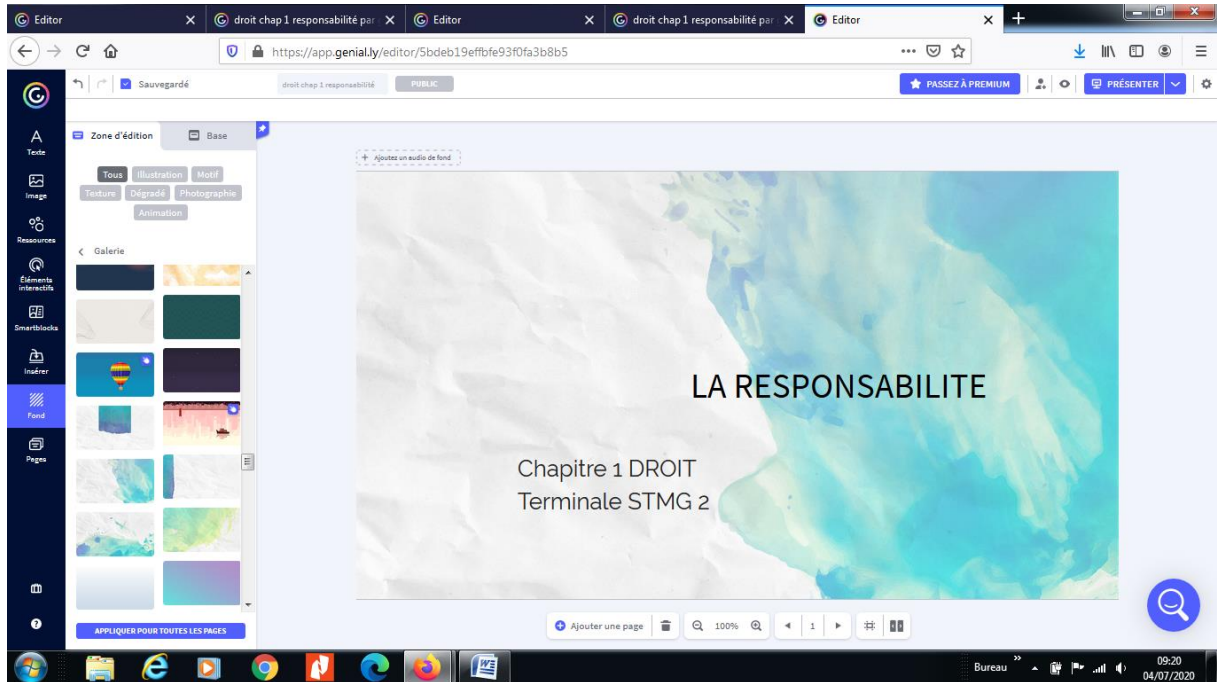 Editor
droit chap 1 responsabilité par
Editor
droit chap 1 responsabilité par
Editor
https://app.genial.ly/editor/5bdeb19effbfe93f0fa3b8b5
Sauvegardé
droit chap 1 responsabilité
PUBLIC
PASSEZ À PREMIUM
PRÉSENTER
Texte
Image
Ressources
Éléments
interactifs
Smartblocks
Insérer
Fond
Pages
Zone d'édition
Base
Tous Illustration Motif
Texture Dégradé Photographie
Animation
Galerie
APPLIQUER POUR TOUTES LES PAGES
+ Ajoutez un audio de fond
LA RESPONSABILITE
Chapitre 1 DROIT
Terminale STMG 2
Ajouter une page
100%
1
Bureau
09:20
04/07/2020